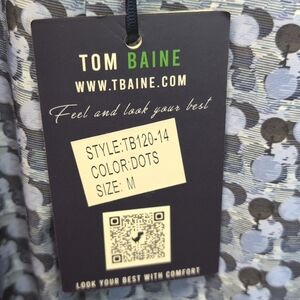 TOM BAINE
WWW.TBAINE.COM
Feel and look your best
STYLE:TB120-14
COLOR:DOTS
SIZE: M
LOOK YOUR BEST WITH COMFORT